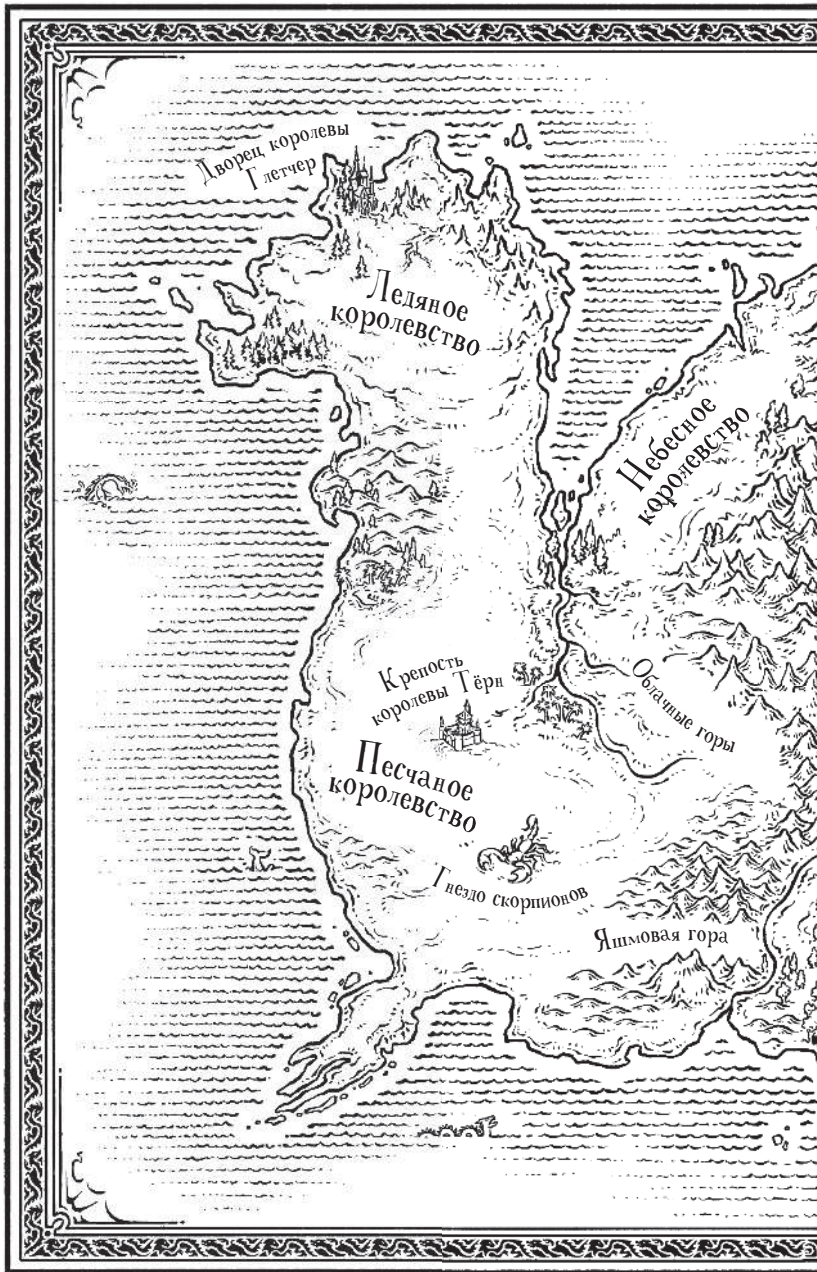 Дворец королевы
Глетчер
Ледяное
королевство
Небесное
королевство
Облачные горы
Крепость
королевы Тёрн
Песчаное
королевство
Гнездо скорпионов
Яшмовая гора